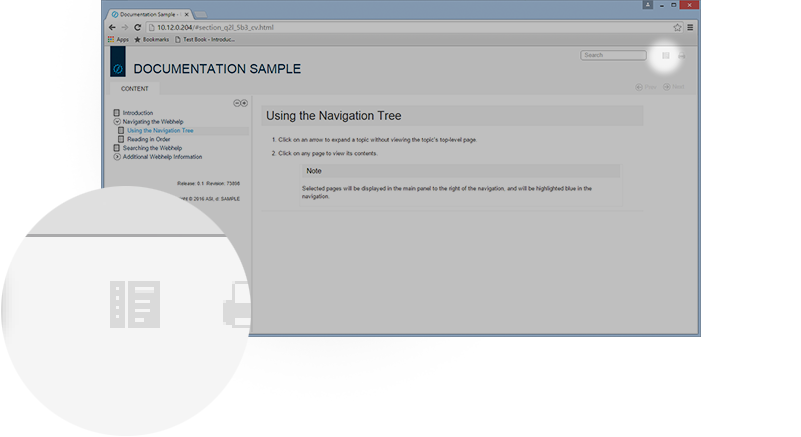 Documentation Sample -
10.12.0.204/#section_q2l_5b3_cv.html
Apps Bookmarks Test Book - Introduc...
Search
DOCUMENTATION SAMPLE
CONTENT
Prev Next
Introduction
Navigating the Webhelp
Using the Navigation Tree
Reading in Order
Searching the Webhelp
Additional Webhelp Information
Release: 9.1 Revision: 73806
© 2016 ASI, d: SAMPLE
Using the Navigation Tree
1. Click on an arrow to expand a topic without viewing the topic's top-level page.
2. Click on any page to view its contents.
Note
Selected pages will be displayed in the main panel to the right of the navigation, and will be highlighted blue in the
navigation.